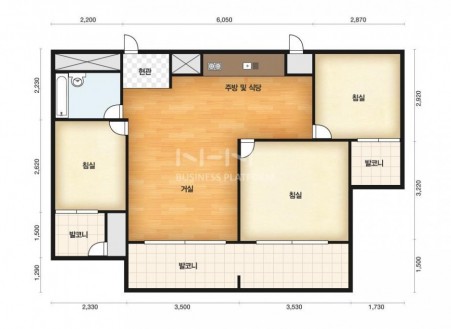 2,200 6,050 2,870
현관
주방 및 식당
2,230
침실
2,920
2,620
침실
거실
침실
발코니
3,220
N-HN
BUSINESS PLATFORM
발코니
1,500
발코니
1,290
1,500
2,330 3,500 3,530 1,730